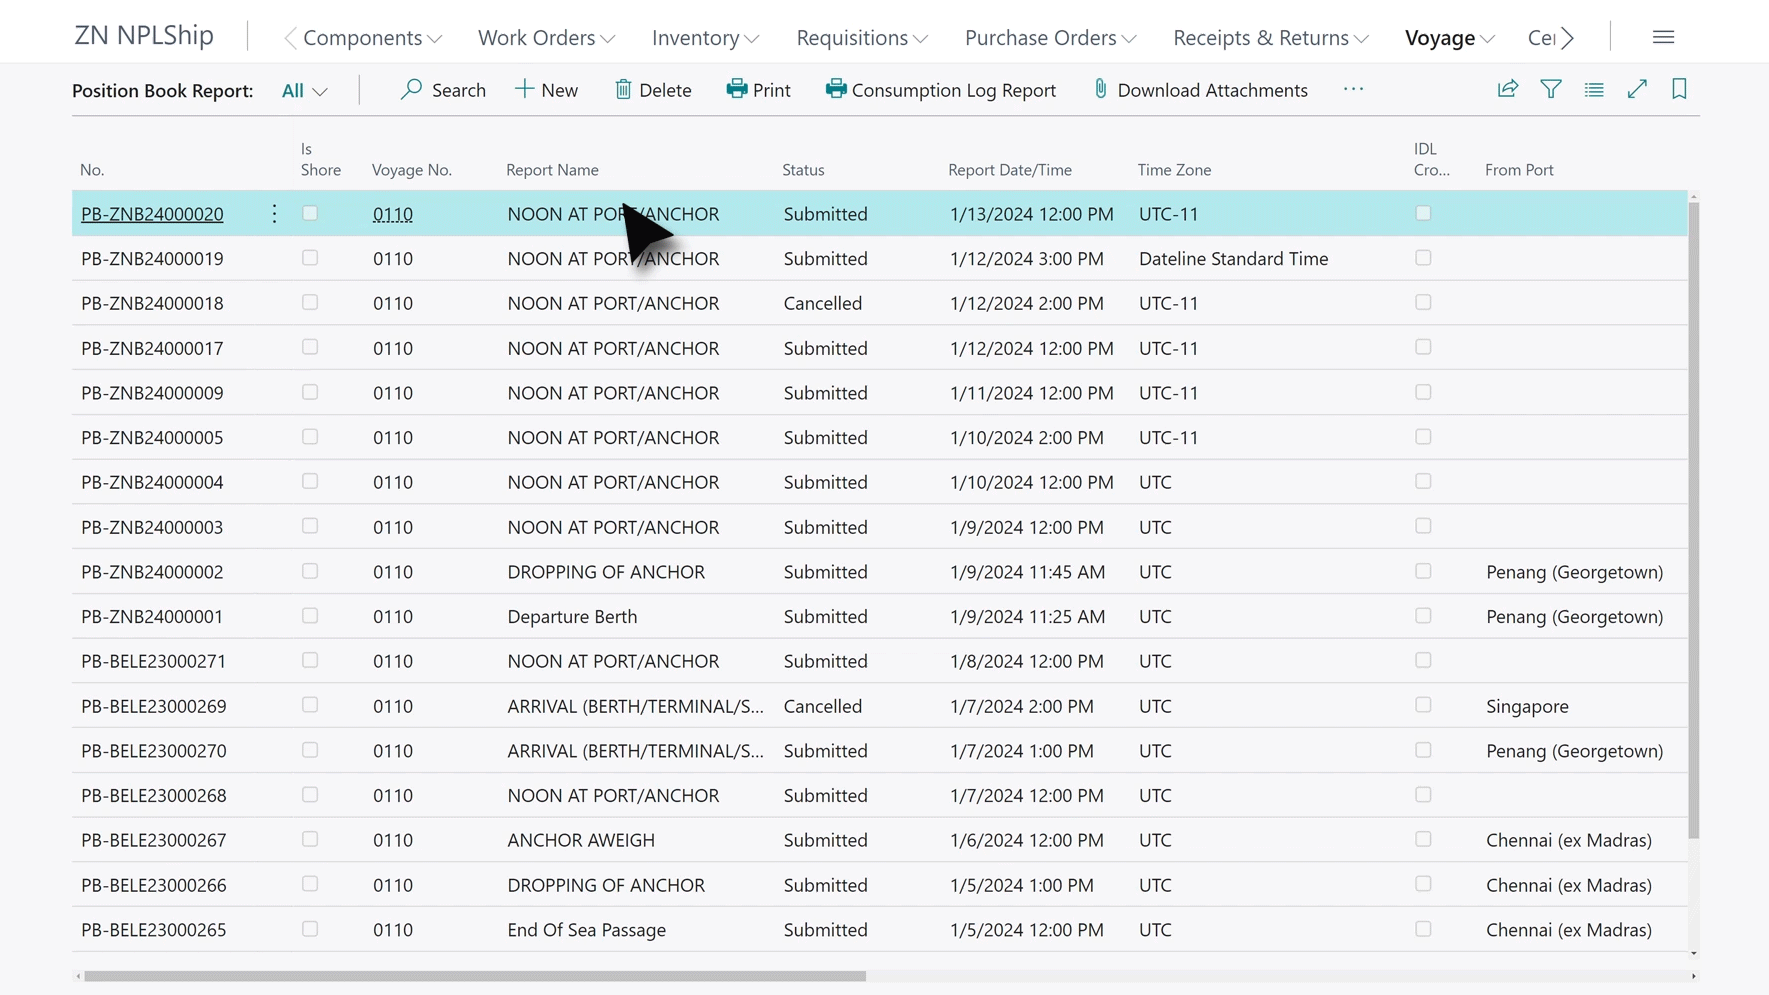 ZN NPLShip Components Work Orders Inventory Requisitions Purchase Orders Receipts & Returns Voyage
Position Book Report: All Search New Delete Print Consumption Log Report Download Attachments ...
No. Is Shore Voyage No. Report Name Status Report Date/Time Time Zone IDL Cro... From Port
PB-ZNB24000020 0110 NOON AT PORT/ANCHOR Submitted 1/13/2024 12:00 PM UTC-11
PB-ZNB24000019 0110 NOON AT PORT/ANCHOR Submitted 1/12/2024 3:00 PM Dateline Standard Time
PB-ZNB24000018 0110 NOON AT PORT/ANCHOR Cancelled 1/12/2024 2:00 PM UTC-11
PB-ZNB24000017 0110 NOON AT PORT/ANCHOR Submitted 1/12/2024 12:00 PM UTC-11
PB-ZNB24000009 0110 NOON AT PORT/ANCHOR Submitted 1/11/2024 12:00 PM UTC-11
PB-ZNB24000005 0110 NOON AT PORT/ANCHOR Submitted 1/10/2024 2:00 PM UTC-11
PB-ZNB24000004 0110 NOON AT PORT/ANCHOR Submitted 1/10/2024 12:00 PM UTC
PB-ZNB24000003 0110 NOON AT PORT/ANCHOR Submitted 1/9/2024 12:00 PM UTC
PB-ZNB24000002 0110 DROPPING OF ANCHOR Submitted 1/9/2024 11:45 AM UTC Penang (Georgetown)
PB-ZNB24000001 0110 Departure Berth Submitted 1/9/2024 11:25 AM UTC Penang (Georgetown)
PB-BELE23000271 0110 NOON AT PORT/ANCHOR Submitted 1/8/2024 12:00 PM UTC
PB-BELE23000269 0110 ARRIVAL (BERTH/TERMINAL/S... Cancelled 1/7/2024 2:00 PM UTC Singapore
PB-BELE23000270 0110 ARRIVAL (BERTH/TERMINAL/S... Submitted 1/7/2024 1:00 PM UTC Penang (Georgetown)
PB-BELE23000268 0110 NOON AT PORT/ANCHOR Submitted 1/7/2024 12:00 PM UTC
PB-BELE23000267 0110 ANCHOR AWEIGH Submitted 1/6/2024 12:00 PM UTC Chennai (ex Madras)
PB-BELE23000266 0110 DROPPING OF ANCHOR Submitted 1/5/2024 1:00 PM UTC Chennai (ex Madras)
PB-BELE23000265 0110 End Of Sea Passage Submitted 1/5/2024 12:00 PM UTC Chennai (ex Madras)